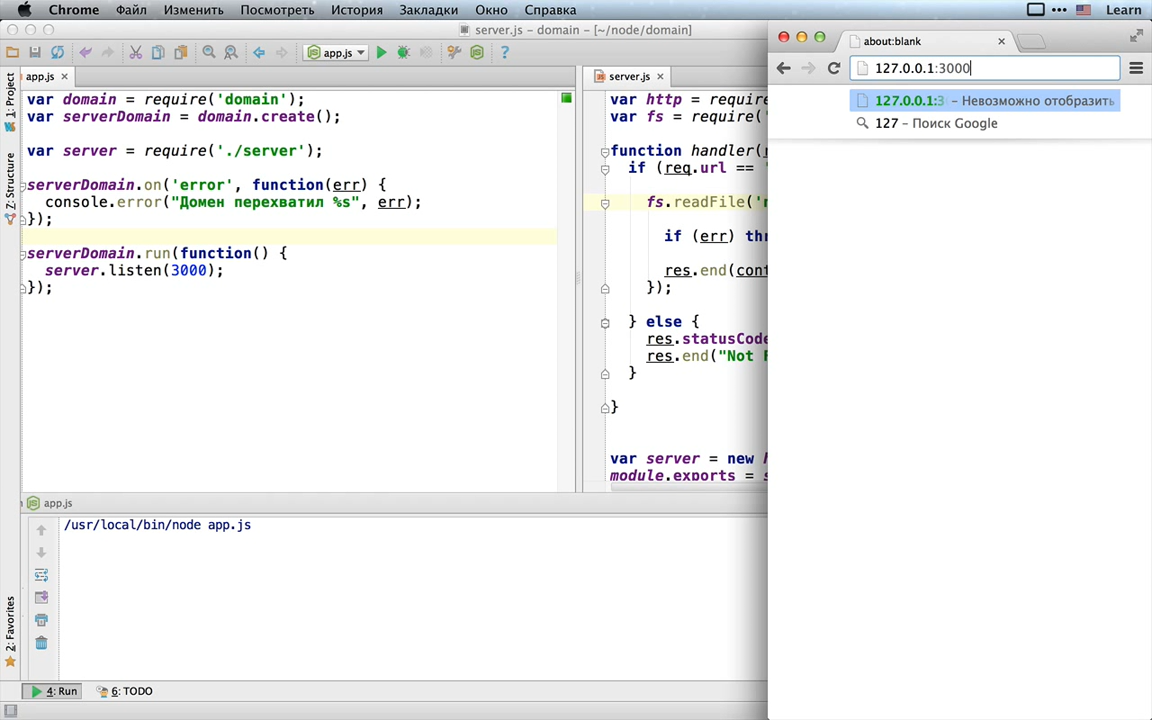 Chrome Файл Изменить Посмотреть История Закладки Окно Справка Learn
server.js – domain – [~/node/domain]
app.js
1: Project
Z: Structure
2: Favorites
app.js
var domain = require('domain');
var serverDomain = domain.create();
var server = require('./server');
serverDomain.on('error', function(err) {
console.error("Домен перехватил %s", err);
});
serverDomain.run(function() {
server.listen(3000);
});
server.js
var http = require
var fs = require('
function handler(
if (req.url == '
fs.readFile('
if (err) thr
res.end(cont
});
} else {
res.statusCode
res.end("Not F
}
}
var server = new h
module.exports = s
about:blank
127.0.0.1:3000
127.0.0.1:3 – Невозможно отобразить
127 – Поиск Google
app.js
/usr/local/bin/node app.js
4: Run 6: TODO